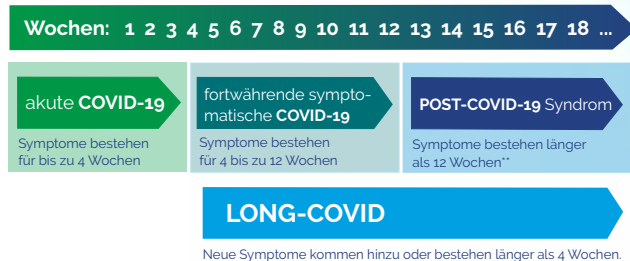 Wochen: 1 2 3 4 5 6 7 8 9 10 11 12 13 14 15 16 17 18 ...
akute COVID-19
Symptome bestehen
für bis zu 4 Wochen
fortwährende sympto-
matische COVID-19
Symptome bestehen
für 4 bis zu 12 Wochen
POST-COVID-19 Syndrom
Symptome bestehen länger
als 12 Wochen**
LONG-COVID
Neue Symptome kommen hinzu oder bestehen länger als 4 Wochen.